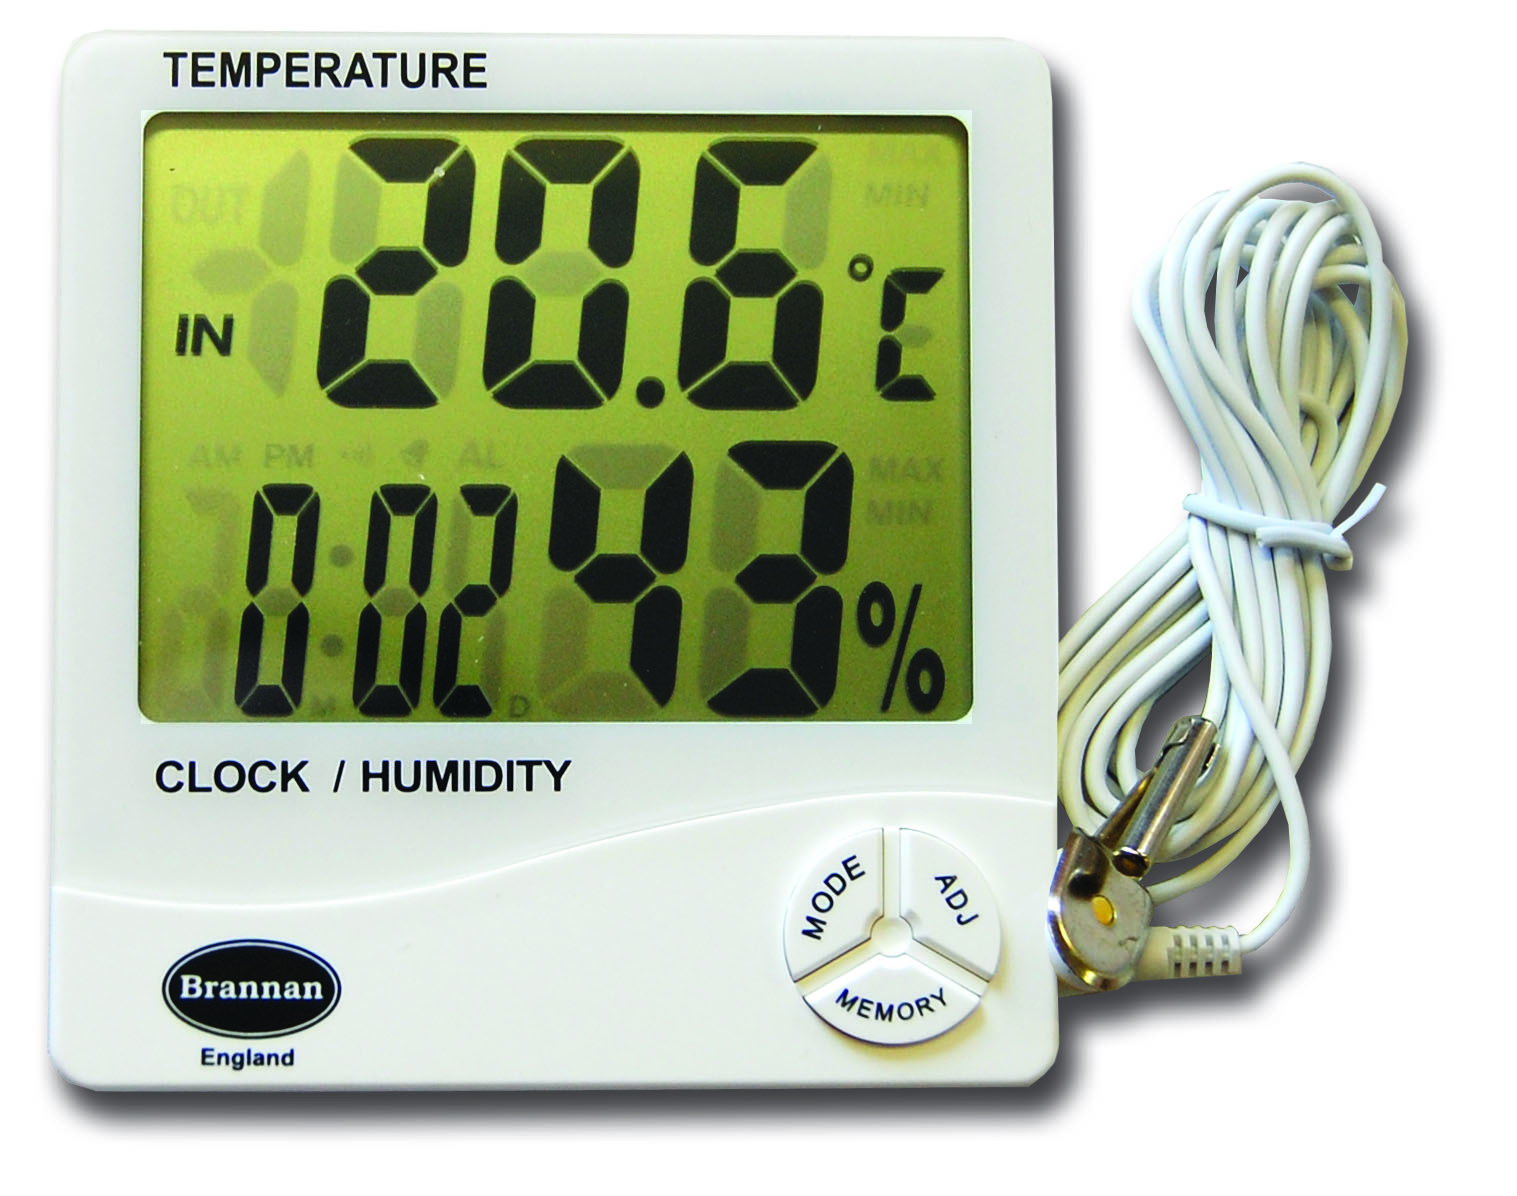 TEMPERATURE
OUT
MAX
MIN
IN 20.6 °C
AM PM AL
MAX
MIN
0:02 43 %
M D
CLOCK / HUMIDITY
MODE
ADJ
MEMORY
Brannan
England